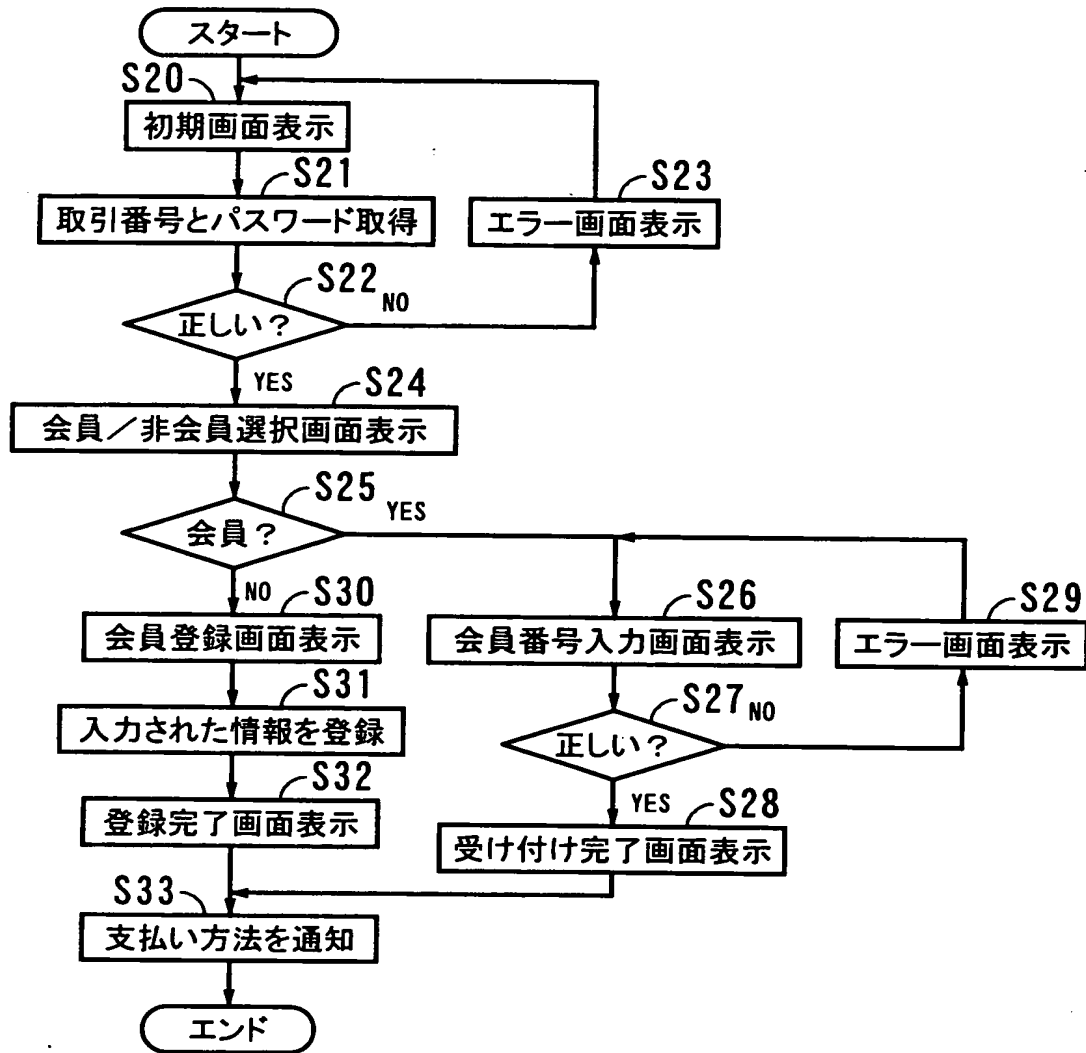 スタート
S20
初期画面表示
S21
取引番号とパスワード取得
S23
エラー画面表示
S22
正しい?
NO
YES
S24
会員/非会員選択画面表示
S25
会員?
YES
NO
S30
会員登録画面表示
S26
会員番号入力画面表示
S29
エラー画面表示
S31
入力された情報を登録
S27
正しい?
NO
YES
S32
登録完了画面表示
S28
受け付け完了画面表示
S33
支払い方法を通知
エンド